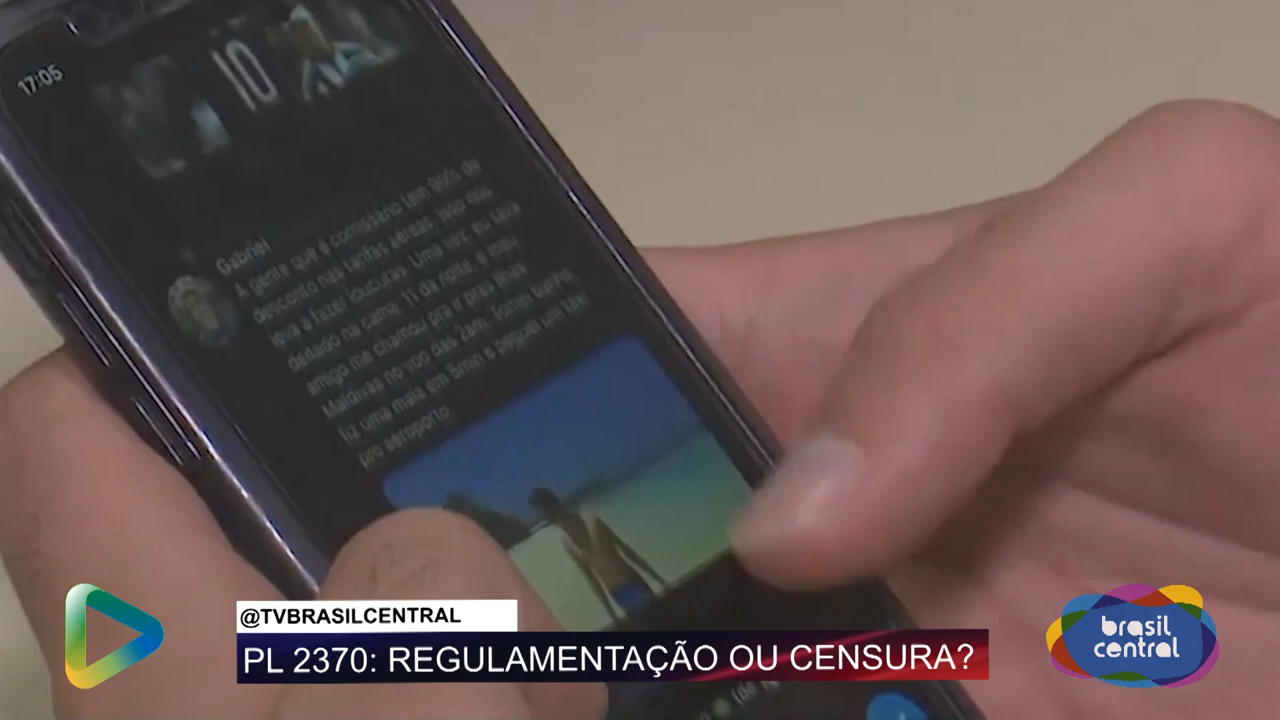 17:05
10
Gabriel
A gente que é comissário tem 90% de
desconto nas tarifas aéreas. Isso nos
leva a fazer loucuras. Uma vez, eu tava
deitado na cama, 11 da noite, e meu
amigo me chamou pra ir pras Ilhas
Maldivas no voo das 2am. Tomei banho,
fiz uma mala em 5min e peguei um táxi
pro aeroporto
@TVBRASILCENTRAL
PL 2370: REGULAMENTAÇÃO OU CENSURA?
brasil
central